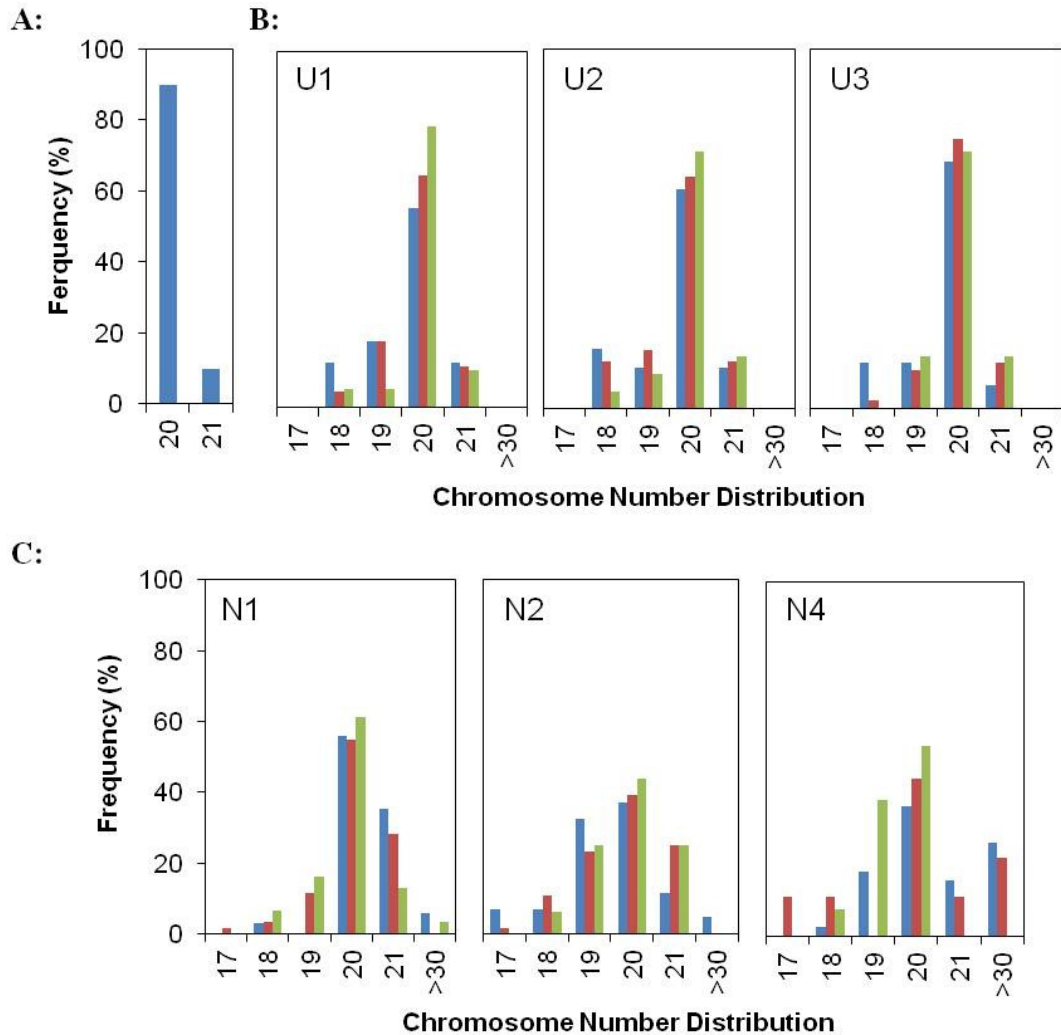 A:
B:
100
80
60
40
20
0
Ferquency (%)
20 21
U1
17 18 19 20 21 >30
U2
17 18 19 20 21 >30
U3
17 18 19 20 21 >30
Chromosome Number Distribution
C:
100
80
60
40
20
0
Frequency (%)
N1
17 18 19 20 21 >30
N2
17 18 19 20 21 >30
N4
17 18 19 20 21 >30
Chromosome Number Distribution